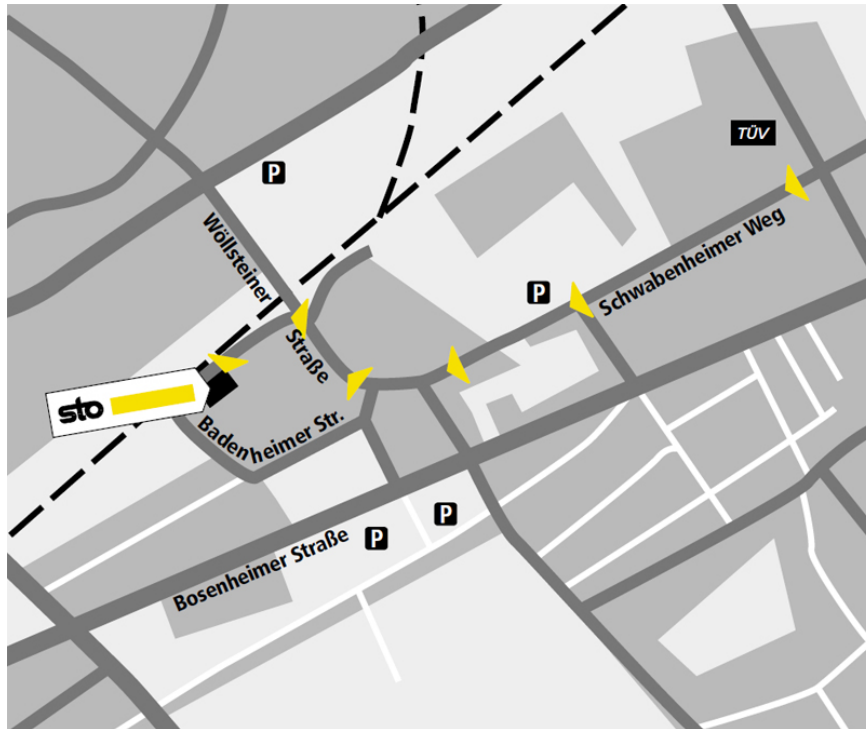 TÜV
P
Wöllsteiner
Straße
P
Schwabenheimer Weg
sto
Badenheimer Str.
P
P
Bosenheimer Straße